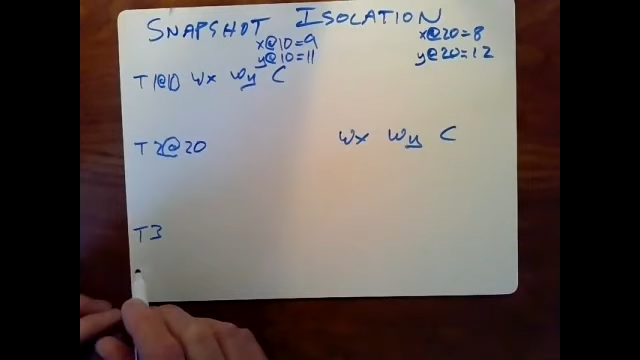 SNAPSHOT ISOLATION
x@10=9
y@10=11
x@20=8
y@20=12
T1@10 Wx Wy C
T2@20 Wx Wy C
T3